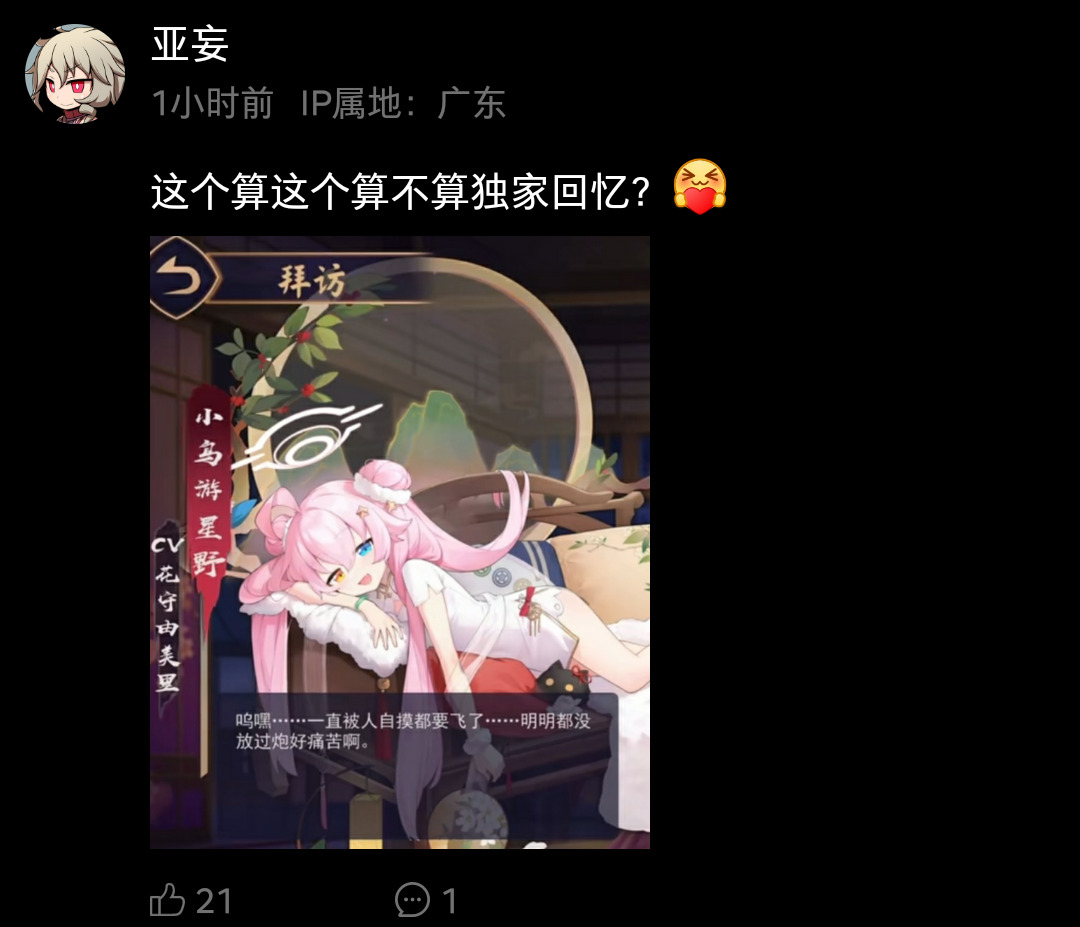 亚妄
1小时前 IP属地：广东
这个算这个算不算独家回忆？
拜访
小鸟游星野
CV花守由美里
呜嘿……一直被人自摸都要飞了……明明都没
放过炮好痛苦啊。
21
1